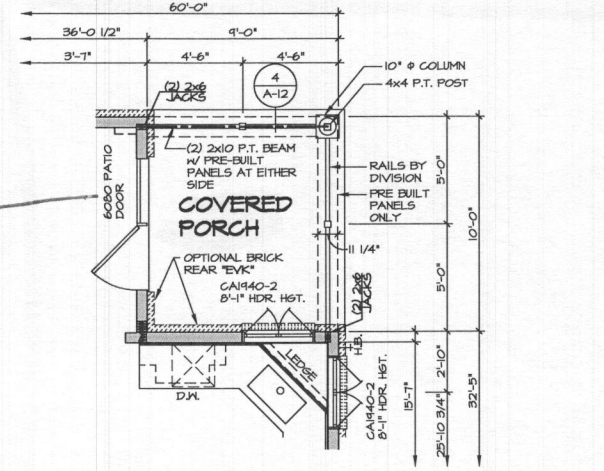 60'-0"
36'-0 1/2"
9'-0"
3'-7"
4'-6"
4'-6"
10" φ COLUMN
4x4 P.T. POST
4
A-12
(2) 2x6
JACKS
(2) 2x10 P.T. BEAM
W/ PRE-BUILT
PANELS AT EITHER
SIDE
RAILS BY
DIVISION
PRE BUILT
PANELS
ONLY
6080 PATIO
DOOR
COVERED
PORCH
5'-0"
10'-0"
11 1/4"
OPTIONAL BRICK
REAR "EVK"
CA1940-2
8'-1" HDR. HGT.
(2) 2x6
JACKS
5'-0"
H.B.
LEDGE
D.W.
CA1940-2
8'-1" HDR. HGT.
15'-7"
2'-10"
25'-10 3/4"
32'-5"